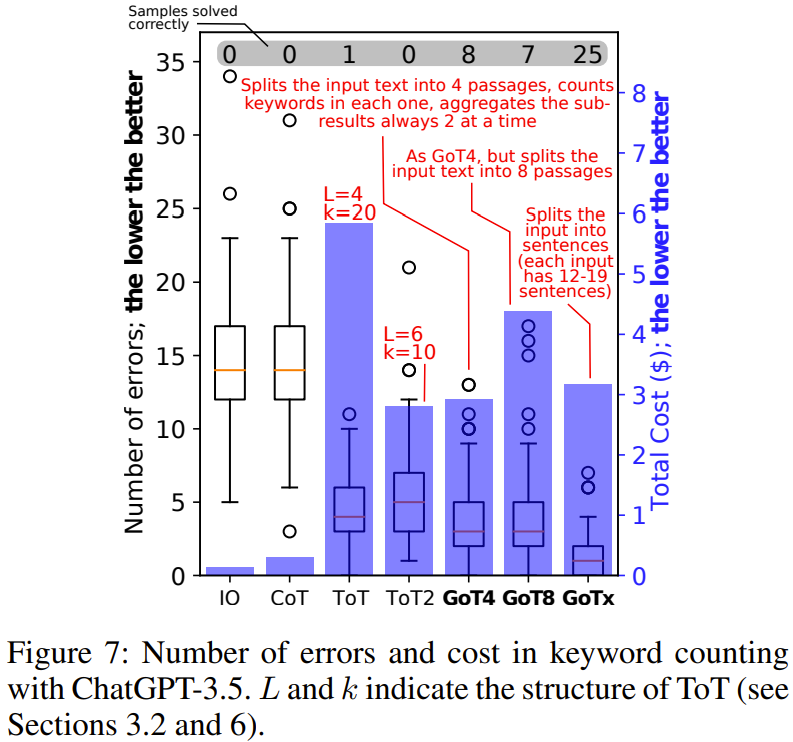 Samples solved
correctly
0 0 1 0 8 7 25
Number of errors; the lower the better
35
30
25
20
15
10
5
0
Splits the input text into 4 passages, counts
keywords in each one, aggregates the sub-
results always 2 at a time
As GoT4, but splits the
input text into 8 passages
L=4
k=20
Splits the
input into
sentences
(each input
has 12-19
sentences)
L=6
k=10
8
7
6
5
4
3
2
1
0
Total Cost ($); the lower the better
IO CoT ToT ToT2 GoT4 GoT8 GoTx
Figure 7: Number of errors and cost in keyword counting
with ChatGPT-3.5. L and k indicate the structure of ToT (see
Sections 3.2 and 6).